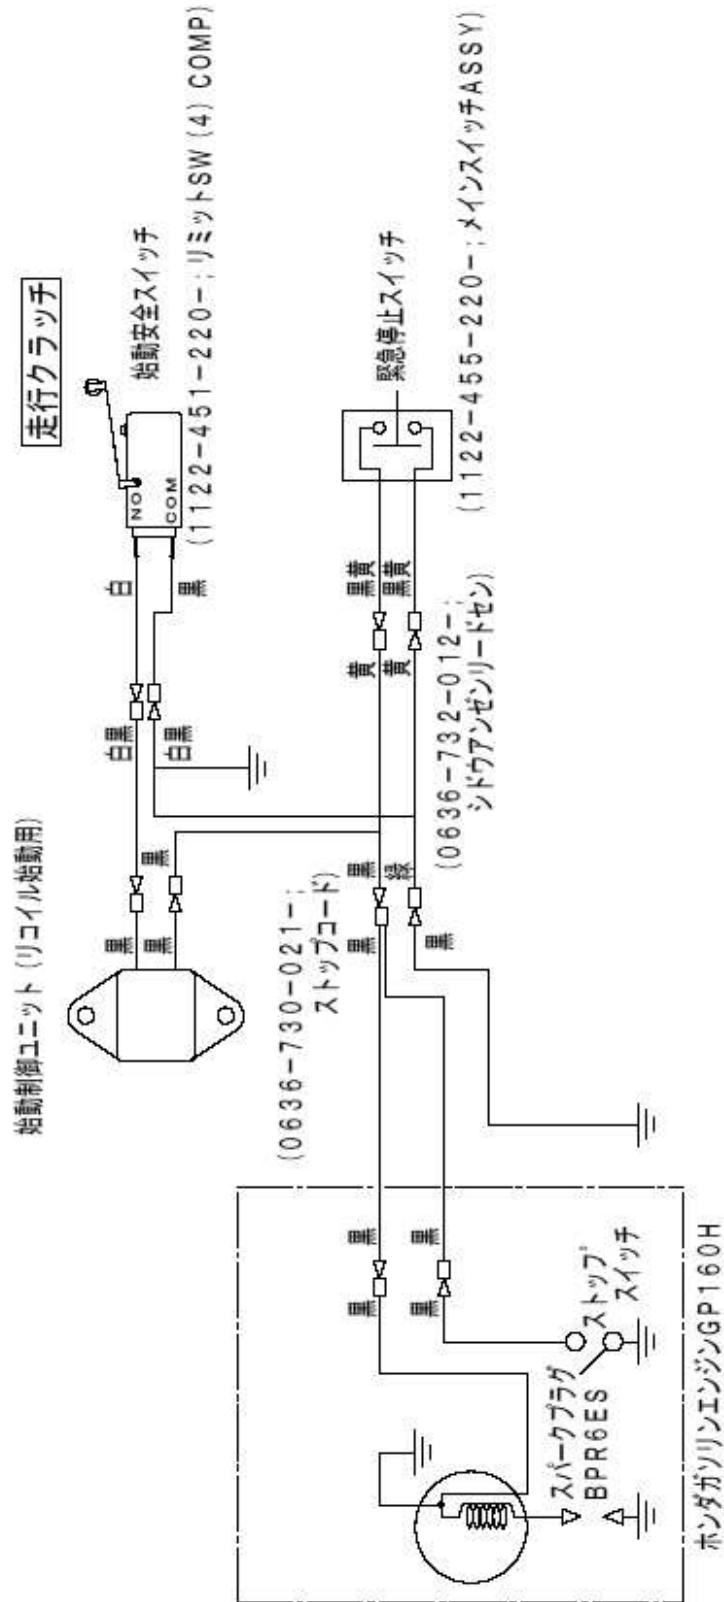 走行クラッチ
始動安全スイッチ
(1122-451-220-;リミットSW(4)COMP)
NO
COM
白
黒
白黒
白黒
始動制御ユニット(リコイル始動用)
黒
黒
黒
緊急停止スイッチ
(1122-455-220-;メインスイッチASSY)
黒黄
黒黄
黄
黄
(0636-732-012-;
シドウアンゼンリードセン)
黒
緑
黒
黒
(0636-730-021-;
ストップコード)
黒
黒
黒
黒
ストップ
スイッチ
スパークプラグ
BPR6ES
ホンダガソリンエンジンGP160H